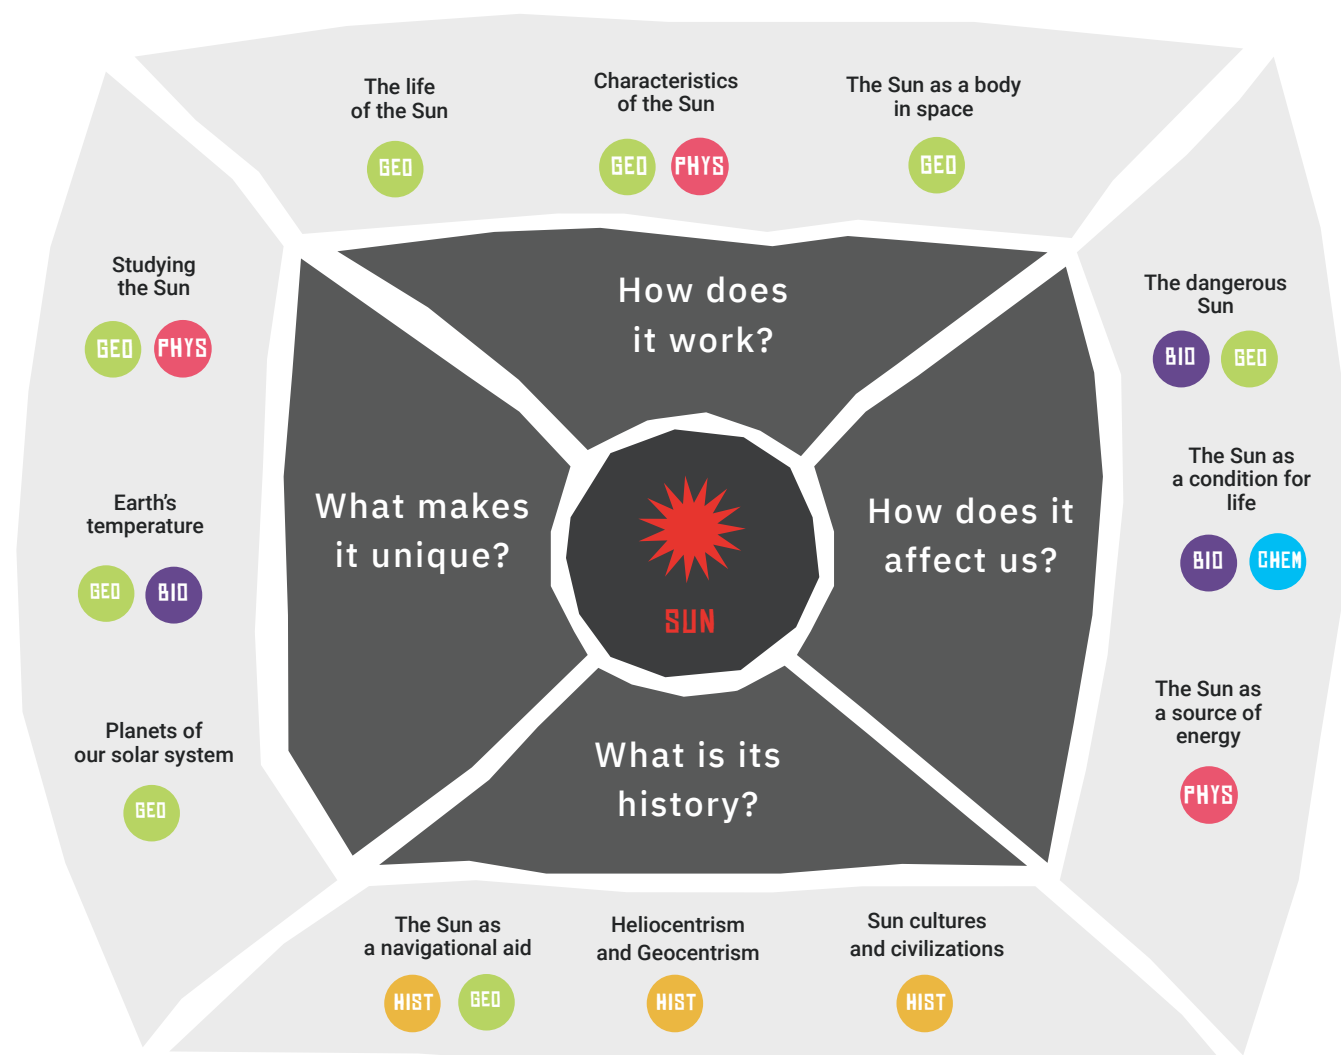 The life
of the Sun
GEO
Characteristics
of the Sun
GEO PHYS
The Sun as a body
in space
GEO
Studying
the Sun
GEO PHYS
Earth's
temperature
GEO BIO
Planets of
our solar system
GEO
How does
it work?
What makes
it unique?
SUN
How does it
affect us?
What is its
history?
The dangerous
Sun
BIO GEO
The Sun as
a condition for
life
BIO CHEM
The Sun as
a source of
energy
PHYS
The Sun as
a navigational aid
HIST GEO
Heliocentrism
and Geocentrism
HIST
Sun cultures
and civilizations
HIST